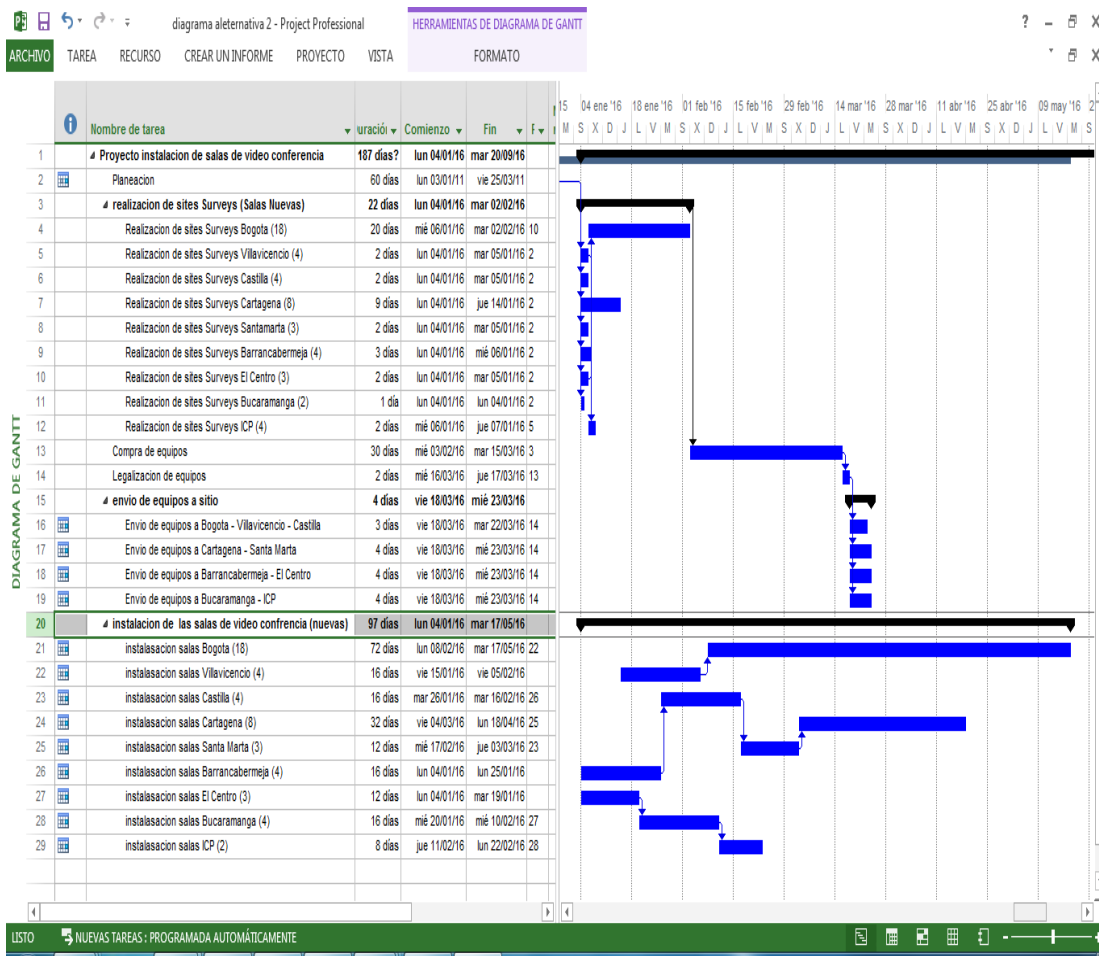 diagrama aleternativa 2 - Project Professional
HERRAMIENTAS DE DIAGRAMA DE GANTT
ARCHIVO TAREA RECURSO CREAR UN INFORME PROYECTO VISTA FORMATO
15 04 ene '16 18 ene '16 01 feb '16 15 feb '16 29 feb '16 14 mar '16 28 mar '16 11 abr '16 25 abr '16 09 may '16
Nombre de tarea Comienzo Fin
M S X D J L V M S X D J L V M S X D J L V M S X D J L V M S X D J L V M S
1 Proyecto instalacion de salas de video conferencia 187 días? lun 04/01/16 mar 20/09/16
2 Planeacion 60 días lun 03/01/11 vie 25/03/11
3 realizacion de sites Surveys (Salas Nuevas) 22 días lun 04/01/16 mar 02/02/16
4 Realizacion de sites Surveys Bogota (18) 20 días mié 06/01/16 mar 02/02/16 10
5 Realizacion de sites Surveys Villavicencio (4) 2 días lun 04/01/16 mar 05/01/16 2
6 Realizacion de sites Surveys Castilla (4) 2 días lun 04/01/16 mar 05/01/16 2
7 Realizacion de sites Surveys Cartagena (8) 9 días lun 04/01/16 jue 14/01/16 2
8 Realizacion de sites Surveys Santamarta (3) 2 días lun 04/01/16 mar 05/01/16 2
9 Realizacion de sites Surveys Barrancabermeja (4) 3 días lun 04/01/16 mié 06/01/16 2
10 Realizacion de sites Surveys El Centro (3) 2 días lun 04/01/16 mar 05/01/16 2
11 Realizacion de sites Surveys Bucaramanga (2) 1 día lun 04/01/16 lun 04/01/16 2
12 Realizacion de sites Surveys ICP (4) 2 días mié 06/01/16 jue 07/01/16 5
13 Compra de equipos 30 días mié 03/02/16 mar 15/03/16 3
14 Legalizacion de equipos 2 días mié 16/03/16 jue 17/03/16 13
15 envio de equipos a sitio 4 días vie 18/03/16 mié 23/03/16
16 Envio de equipos a Bogota - Villavicencio - Castilla 3 días vie 18/03/16 mar 22/03/16 14
17 Envio de equipos a Cartagena - Santa Marta 4 días vie 18/03/16 mié 23/03/16 14
18 Envio de equipos a Barrancabermeja - El Centro 4 días vie 18/03/16 mié 23/03/16 14
19 Envio de equipos a Bucaramanga - ICP 4 días vie 18/03/16 mié 23/03/16 14
20 instalacion de las salas de video confrencia (nuevas) 97 días lun 04/01/16 mar 17/05/16
21 instalasacion salas Bogota (18) 72 días lun 08/02/16 mar 17/05/16 22
22 instalasacion salas Villavicencio (4) 16 días vie 15/01/16 vie 05/02/16
23 instalasacion salas Castilla (4) 16 días mar 26/01/16 mar 16/02/16 26
24 instalasacion salas Cartagena (8) 32 días vie 04/03/16 lun 18/04/16 25
25 instalasacion salas Santa Marta (3) 12 días mié 17/02/16 jue 03/03/16 23
26 instalasacion salas Barrancabermeja (4) 16 días lun 04/01/16 lun 25/01/16
27 instalasacion salas El Centro (3) 12 días lun 04/01/16 mar 19/01/16
28 instalasacion salas Bucaramanga (4) 16 días mié 20/01/16 mié 10/02/16 27
29 instalasacion salas ICP (2) 8 días jue 11/02/16 lun 22/02/16 28
DIAGRAMA DE GANTT
LISTO NUEVAS TAREAS : PROGRAMADA AUTOMÁTICAMENTE